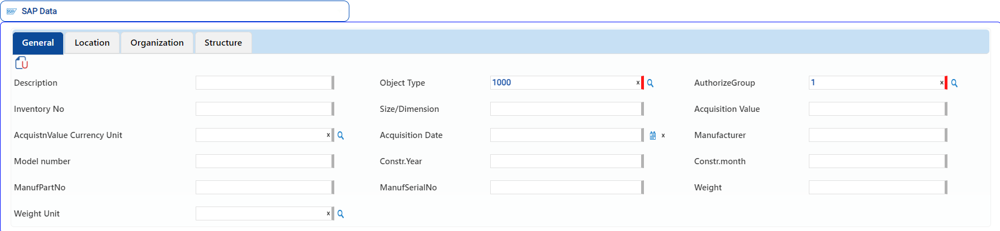 SAP Data
General Location Organization Structure
Description Object Type 1000 x AuthorizeGroup 1 x
Inventory No Size/Dimension Acquisition Value
AcquistnValue Currency Unit x Acquisition Date x Manufacturer
Model number Constr.Year Constr.month
ManufPartNo ManufSerialNo Weight
Weight Unit x